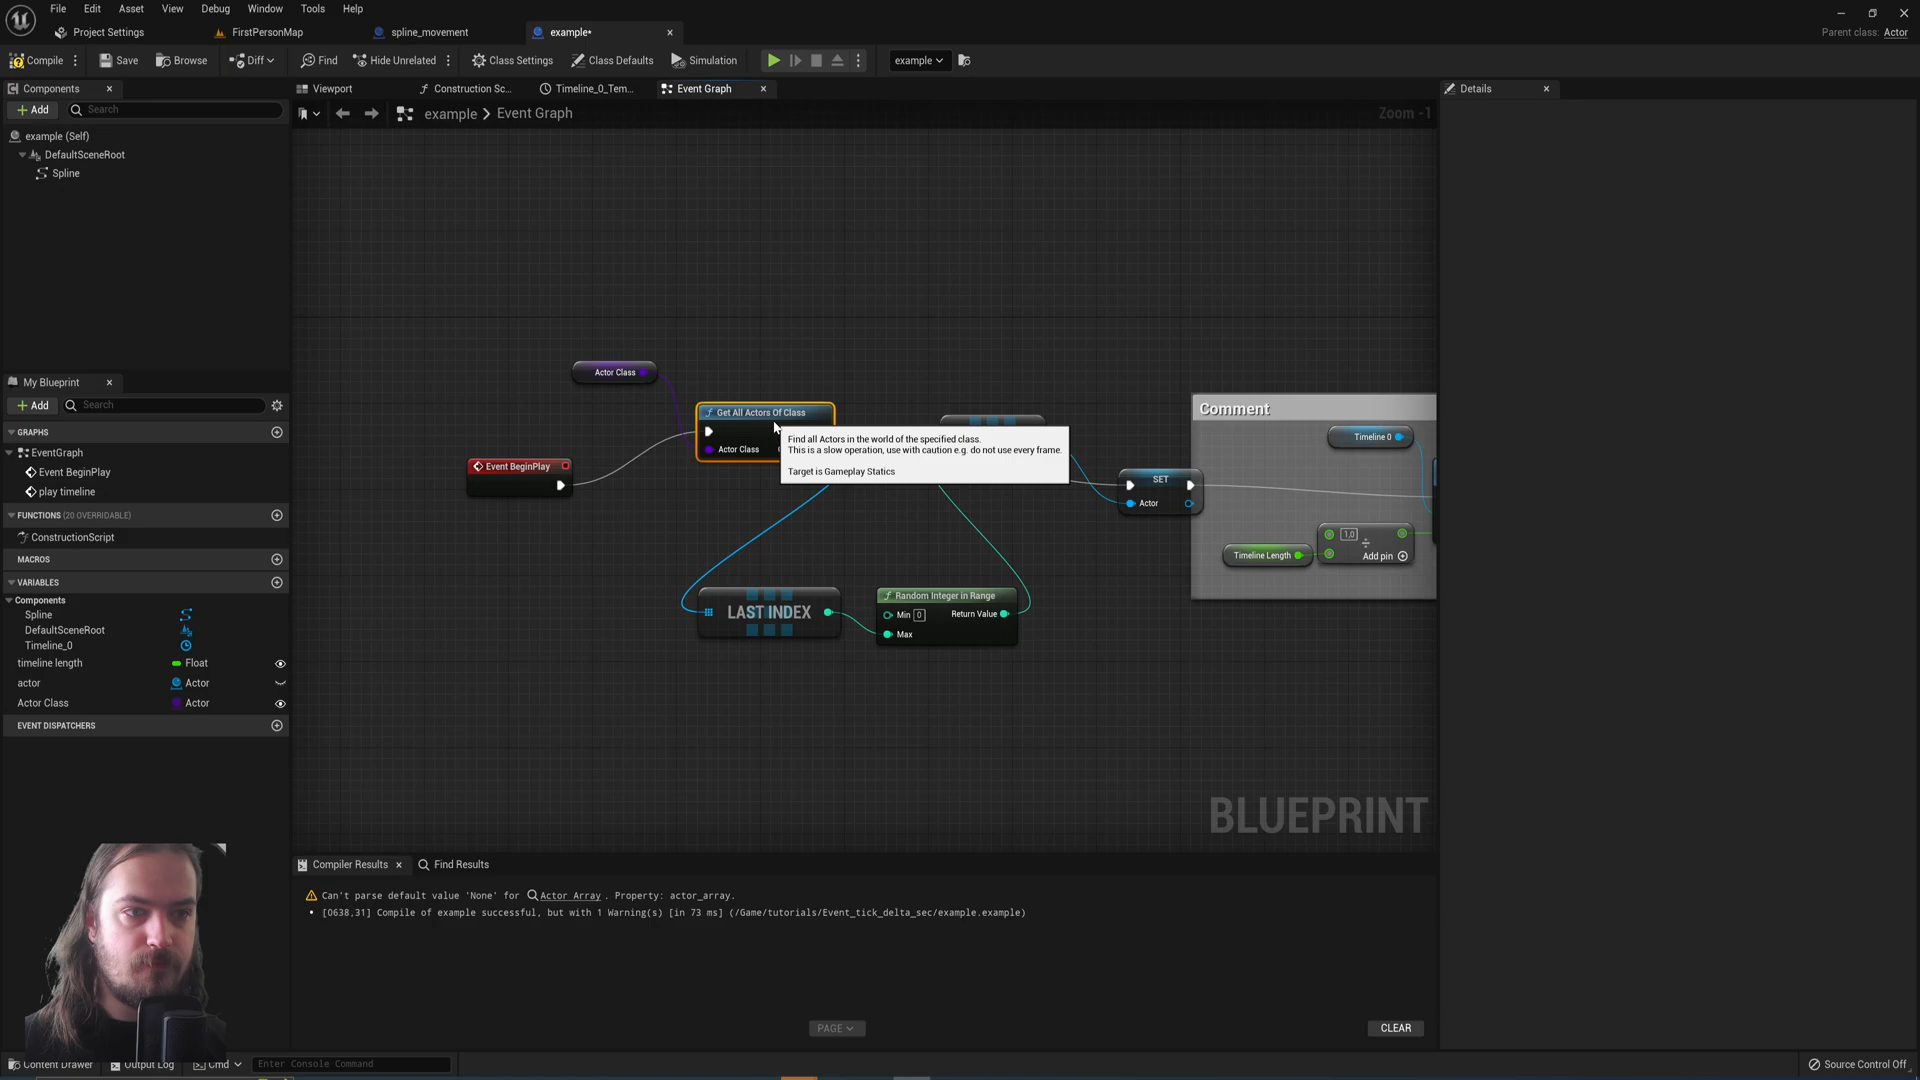 File Edit Asset View Debug Window Tools Help
Project Settings FirstPersonMap spline_movement example*
Parent class: Actor
Compile Save Browse Diff Find Hide Unrelated Class Settings Class Defaults Simulation example
Components
Add Search
example (Self)
DefaultSceneRoot
Spline
My Blueprint
Add Search
GRAPHS
EventGraph
Event BeginPlay
play timeline
FUNCTIONS (20 OVERRIDABLE)
ConstructionScript
MACROS
VARIABLES
Components
Spline
DefaultSceneRoot
Timeline_0
timeline length Float
actor Actor
Actor Class Actor
EVENT DISPATCHERS
Viewport Construction Sc... Timeline_0_Tem... Event Graph
example > Event Graph Zoom -1
Actor Class
Get All Actors Of Class
Actor Class
Event BeginPlay
Find all Actors in the world of the specified class.
This is a slow operation, use with caution e.g. do not use every frame.
Target is Gameplay Statics
SET
Actor
Comment
Timeline 0
Timeline Length
1,0
÷
Add pin
LAST INDEX
Random Integer in Range
Min 0 Return Value
Max
BLUEPRINT
Compiler Results Find Results
Can't parse default value 'None' for Actor Array . Property: actor_array.
[0638,31] Compile of example successful, but with 1 Warning(s) [in 73 ms] (/Game/tutorials/Event_tick_delta_sec/example.example)
PAGE CLEAR
Details
Content Drawer Output Log Cmd Enter Console Command Source Control Off